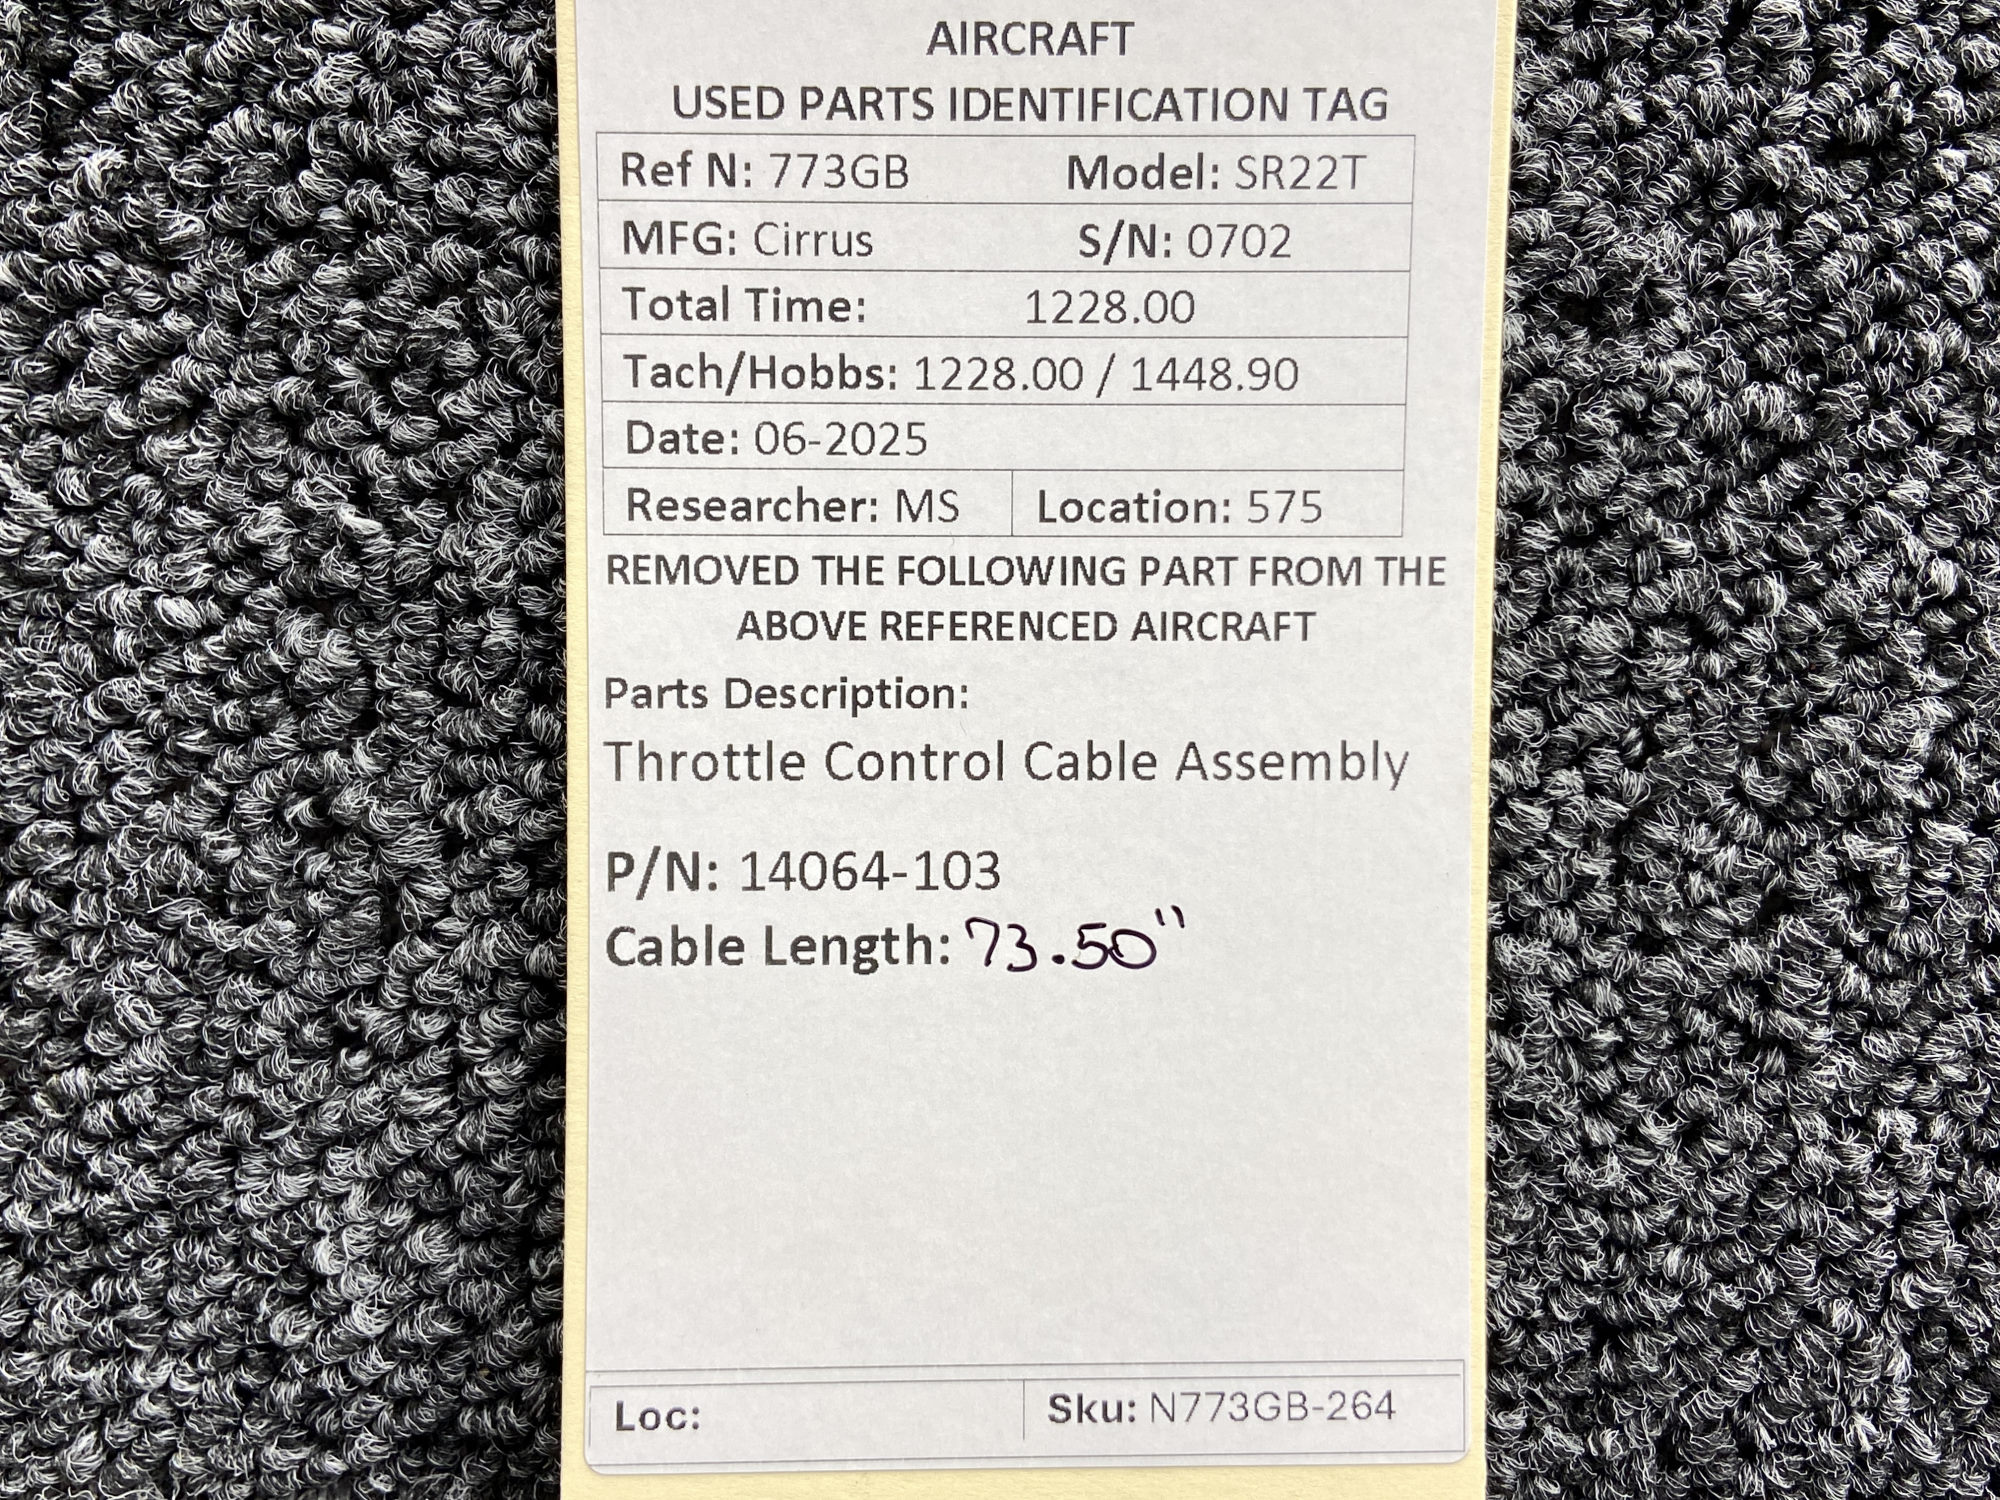 AIRCRAFT
USED PARTS IDENTIFICATION TAG
Ref N: 773GB Model: SR22T
MFG: Cirrus S/N: 0702
Total Time: 1228.00
Tach/Hobbs: 1228.00 / 1448.90
Date: 06-2025
Researcher: MS Location: 575
REMOVED THE FOLLOWING PART FROM THE
ABOVE REFERENCED AIRCRAFT
Parts Description:
Throttle Control Cable Assembly
P/N: 14064-103
Cable Length: 73.50"
Loc: Sku: N773GB-264